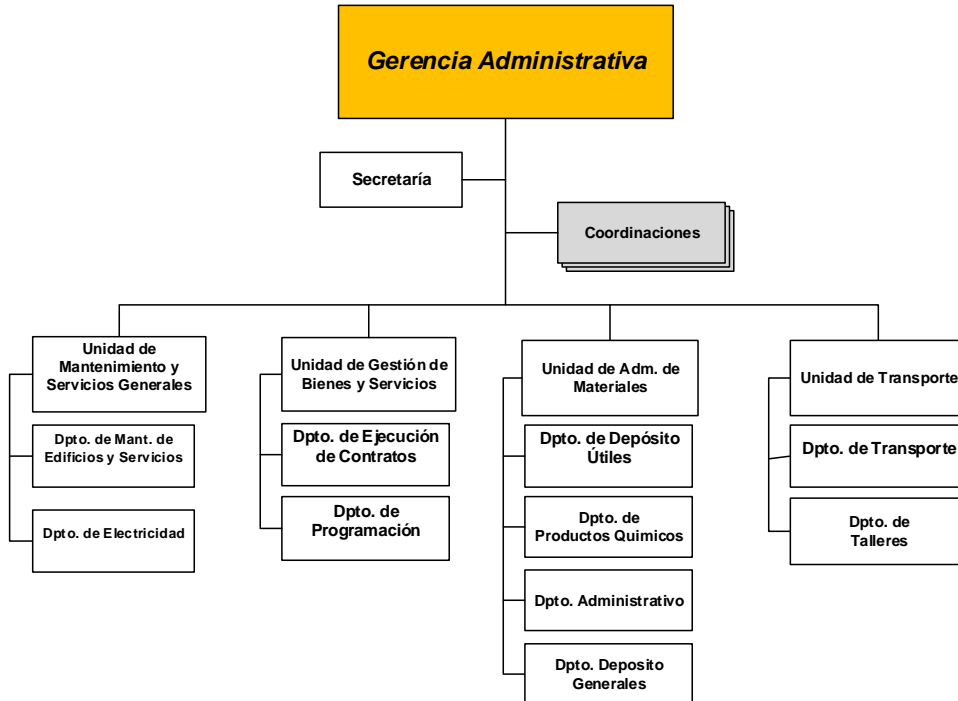 Gerencia Administrativa
Secretaría
Coordinaciones
Unidad de
Mantenimiento y
Servicios Generales
Dpto. de Mant. de
Edificios y Servicios
Dpto. de Electricidad
Unidad de Gestión de
Bienes y Servicios
Dpto. de Ejecución
de Contratos
Dpto. de
Programación
Unidad de Adm. de
Materiales
Dpto. de Depósito
Útiles
Dpto. de
Productos Quimicos
Dpto. Administrativo
Dpto. Deposito
Generales
Unidad de Transporte
Dpto. de Transporte
Dpto. de
Talleres